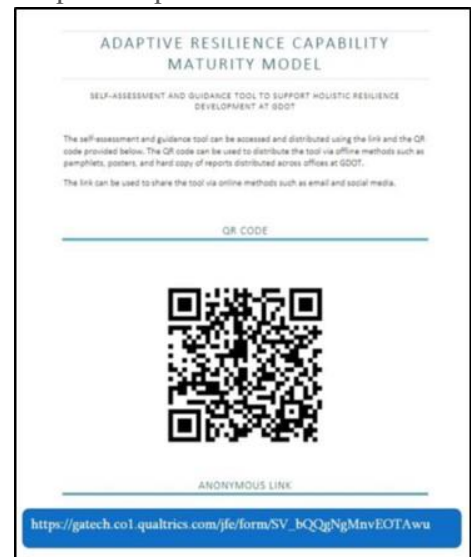 ADAPTIVE RESILIENCE CAPABILITY
MATURITY MODEL
SELF-ASSESSMENT AND GUIDANCE TOOL TO SUPPORT HOLISTIC RESILIENCE
DEVELOPMENT AT GDOT
The self-assessment and guidance tool can be accessed and distributed using the link and the QR
code provided below. The QR code can be used to distribute the tool via offline methods such as
pamphlets, posters, and hard copy of reports distributed across offices at GDOT.
The link can be used to share the tool via online methods such as email and social media.
QR CODE
ANONYMOUS LINK
https://gatech.co1.qualtrics.com/jfe/form/SV_bQQgNgMnvEOTAwu